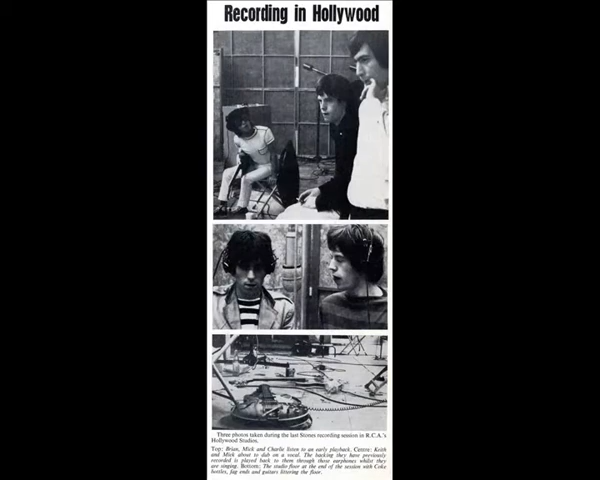 Recording in Hollywood
Three photos taken during the last Stones recording session in R.C.A.'s
Hollywood Studios.
Top: Brian, Mick and Charlie listen to an early playback. Centre: Keith
and Mick about to dub on a vocal. The backing they have previously
recorded is played back to them through those earphones whilst they
are singing. Bottom: The studio floor at the end of the session with Coke
bottles, fag ends and guitars littering the floor.